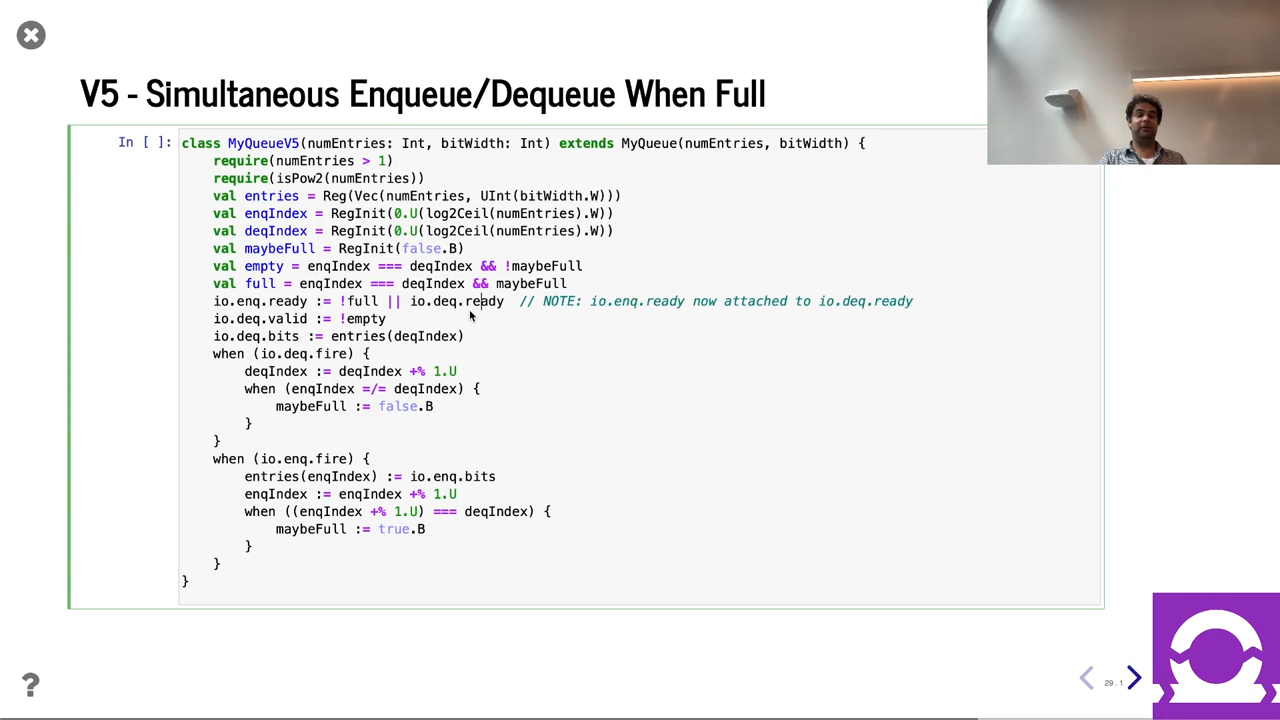 V5 - Simultaneous Enqueue/Dequeue When Full
In [ ]:
class MyQueueV5(numEntries: Int, bitWidth: Int) extends MyQueue(numEntries, bitWidth) {
    require(numEntries > 1)
    require(isPow2(numEntries))
    val entries = Reg(Vec(numEntries, UInt(bitWidth.W)))
    val enqIndex = RegInit(0.U(log2Ceil(numEntries).W))
    val deqIndex = RegInit(0.U(log2Ceil(numEntries).W))
    val maybeFull = RegInit(false.B)
    val empty = enqIndex === deqIndex && !maybeFull
    val full = enqIndex === deqIndex && maybeFull
    io.enq.ready := !full || io.deq.ready  // NOTE: io.enq.ready now attached to io.deq.ready
    io.deq.valid := !empty
    io.deq.bits := entries(deqIndex)
    when (io.deq.fire) {
        deqIndex := deqIndex +% 1.U
        when (enqIndex =/= deqIndex) {
            maybeFull := false.B
        }
    }
    when (io.enq.fire) {
        entries(enqIndex) := io.enq.bits
        enqIndex := enqIndex +% 1.U
        when ((enqIndex +% 1.U) === deqIndex) {
            maybeFull := true.B
        }
    }
}
?
29.1